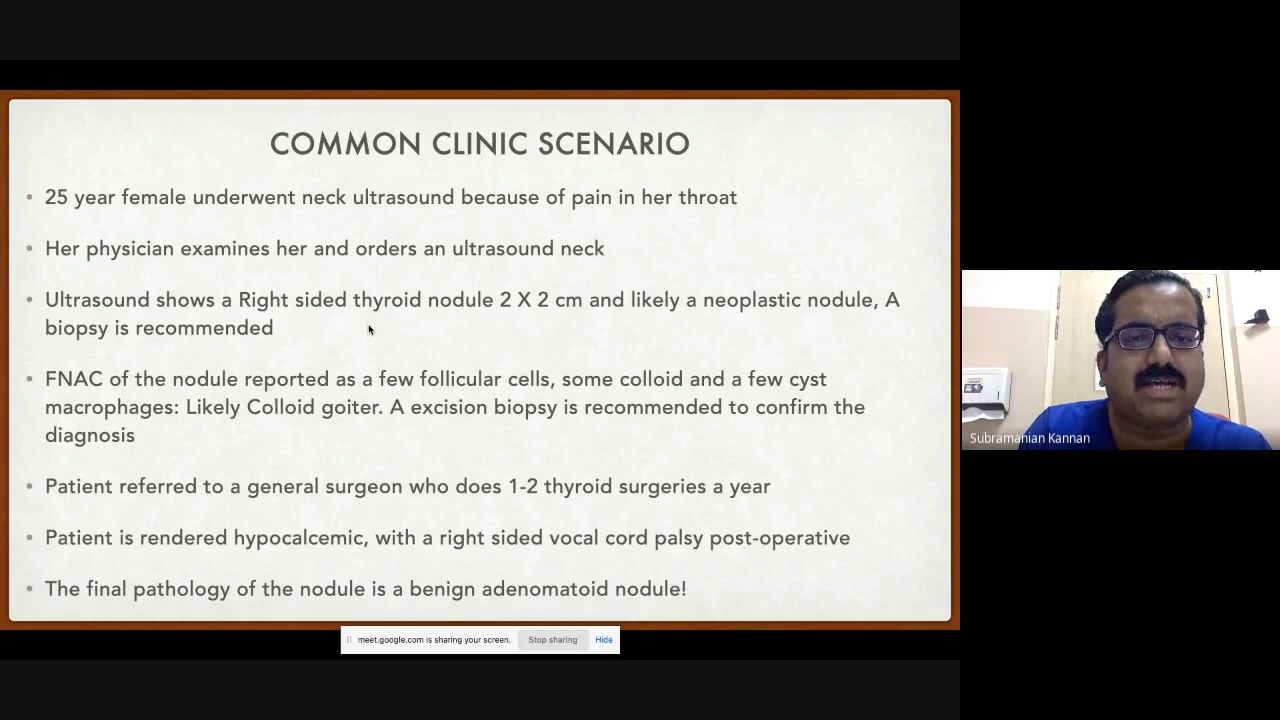 COMMON CLINIC SCENARIO
• 25 year female underwent neck ultrasound because of pain in her throat
• Her physician examines her and orders an ultrasound neck
• Ultrasound shows a Right sided thyroid nodule 2 X 2 cm and likely a neoplastic nodule, A
biopsy is recommended
• FNAC of the nodule reported as a few follicular cells, some colloid and a few cyst
macrophages: Likely Colloid goiter. A excision biopsy is recommended to confirm the
diagnosis
• Patient referred to a general surgeon who does 1-2 thyroid surgeries a year
• Patient is rendered hypocalcemic, with a right sided vocal cord palsy post-operative
• The final pathology of the nodule is a benign adenomatoid nodule!
meet.google.com is sharing your screen. Stop sharing Hide
Subramanian Kannan